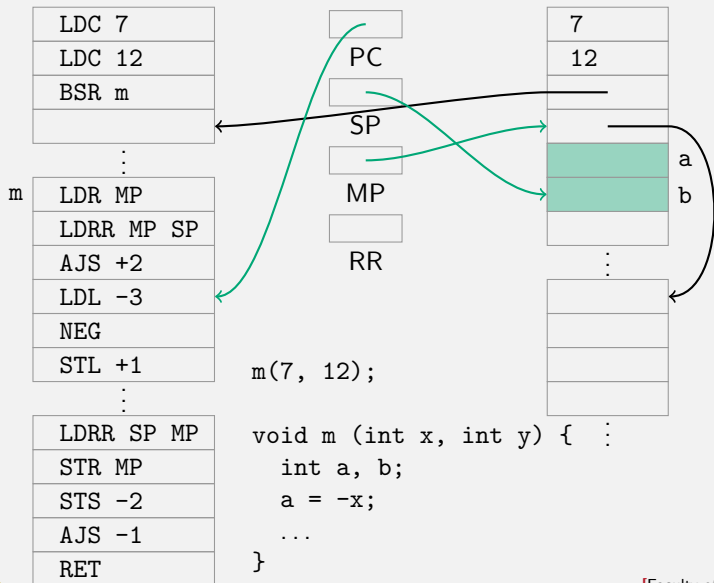 LDC 7
LDC 12
BSR m
⋮
m
LDR MP
LDRR MP SP
AJS +2
LDL -3
NEG
STL +1
⋮
LDRR SP MP
STR MP
STS -2
AJS -1
RET
PC
SP
MP
RR
7
12
a
b
⋮
⋮
m(7, 12);
void m (int x, int y) {
int a, b;
a = -x;
...
}